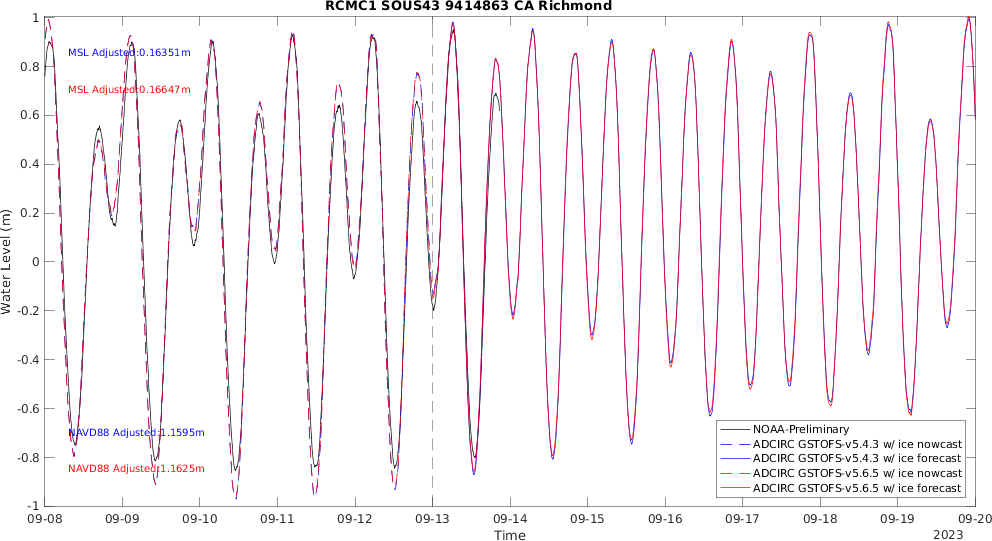 RCMC1 SOUS43 9414863 CA Richmond
1
0.8
0.6
0.4
0.2
0
-0.2
-0.4
-0.6
-0.8
-1
Water Level (m)
MSL Adjusted:0.16351m
MSL Adjusted:0.16647m
NAVD88 Adjusted:1.1595m
NAVD88 Adjusted:1.1625m
NOAA-Preliminary
ADCIRC GSTOFS-v5.4.3 w/ ice nowcast
ADCIRC GSTOFS-v5.4.3 w/ ice forecast
ADCIRC GSTOFS-v5.6.5 w/ ice nowcast
ADCIRC GSTOFS-v5.6.5 w/ ice forecast
09-08 09-09 09-10 09-11 09-12 09-13 09-14 09-15 09-16 09-17 09-18 09-19 09-20
Time
2023